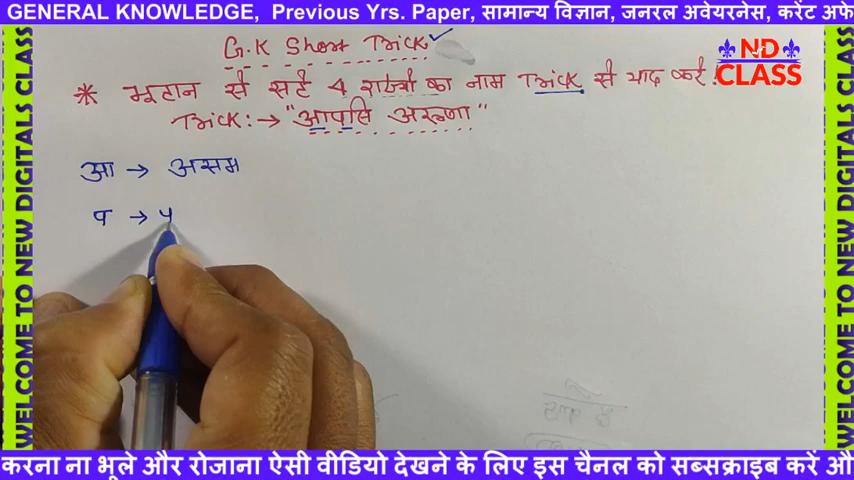 GENERAL KNOWLEDGE, Previous Yrs. Paper, सामान्य विज्ञान, जनरल अवेयरनेस, करेंट अफे
G.K Short Trick
ND
CLASS
* भूटान से सटे 4 राज्यो का नाम Trick से याद करे :
Trick :→ "आपसि अरूणा"
आ → असम
प → प
WELCOME TO NEW DIGITALS CLASS
WELCOME TO NEW DIGITALS CLASS
करना ना भूले और रोजाना ऐसी वीडियो देखने के लिए इस चैनल को सब्सक्राइब करें औ